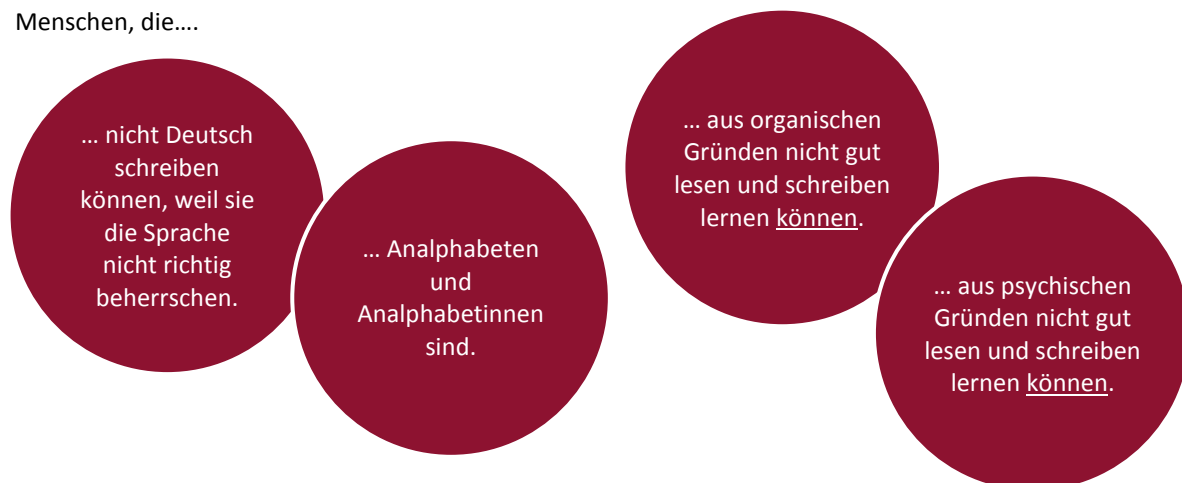 Menschen, die….
… nicht Deutsch
schreiben
können, weil sie
die Sprache
nicht richtig
beherrschen.
… Analphabeten
und
Analphabetinnen
sind.
… aus organischen
Gründen nicht gut
lesen und schreiben
lernen können.
… aus psychischen
Gründen nicht gut
lesen und schreiben
lernen können.